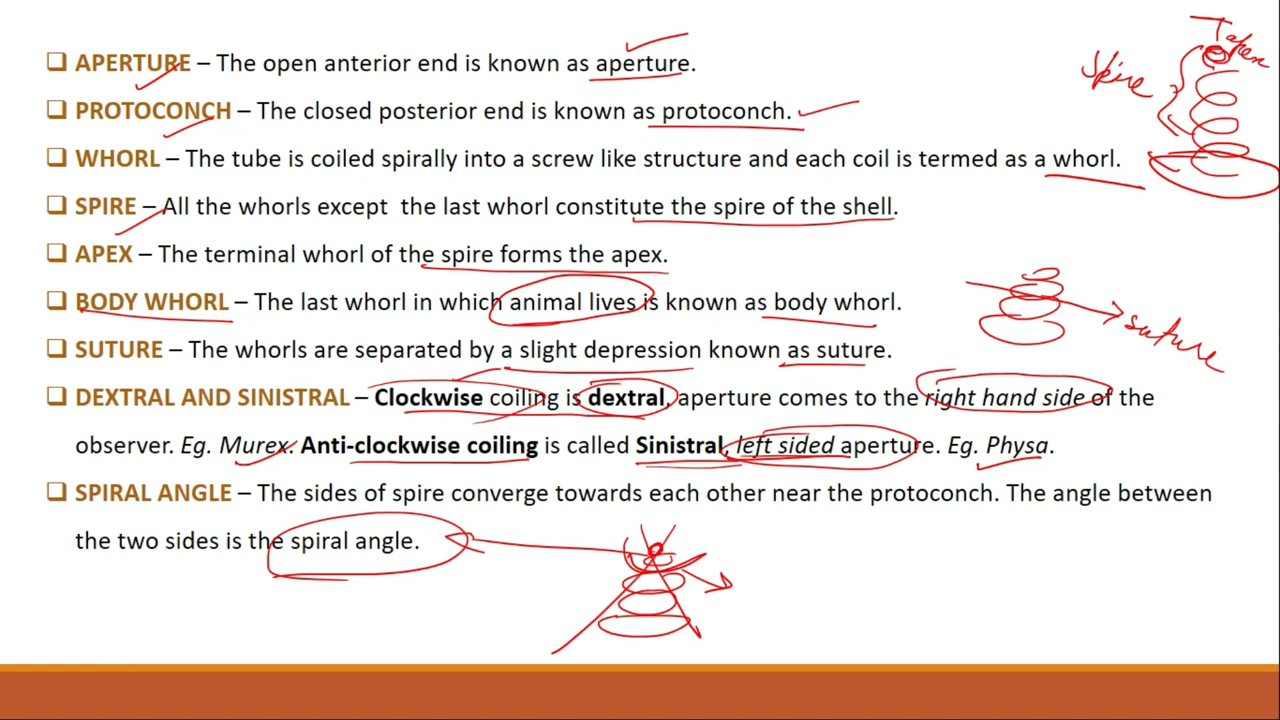 ❑ APERTURE – The open anterior end is known as aperture.
❑ PROTOCONCH – The closed posterior end is known as protoconch.
❑ WHORL – The tube is coiled spirally into a screw like structure and each coil is termed as a whorl.
❑ SPIRE – All the whorls except the last whorl constitute the spire of the shell.
❑ APEX – The terminal whorl of the spire forms the apex.
❑ BODY WHORL – The last whorl in which animal lives is known as body whorl.
❑ SUTURE – The whorls are separated by a slight depression known as suture.
❑ DEXTRAL AND SINISTRAL – Clockwise coiling is dextral, aperture comes to the right hand side of the
observer. Eg. Murex. Anti-clockwise coiling is called Sinistral, left sided aperture. Eg. Physa.
❑ SPIRAL ANGLE – The sides of spire converge towards each other near the protoconch. The angle between
the two sides is the spiral angle.
Spire
suture